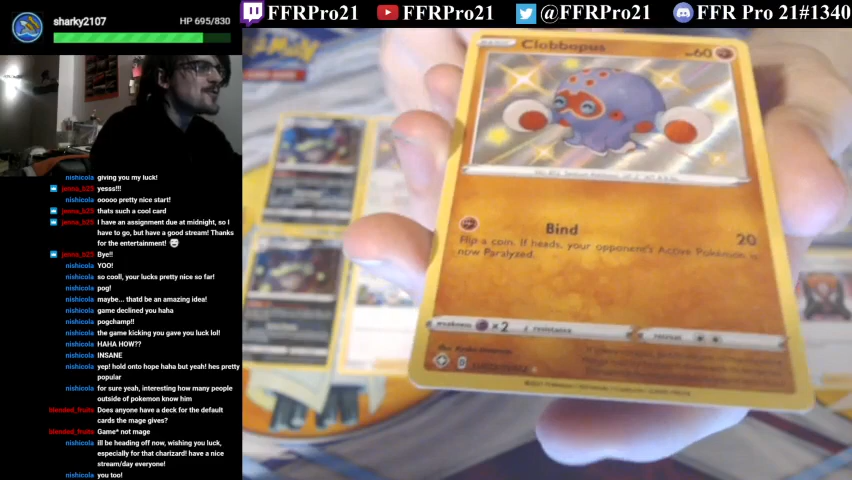 sharky2107
HP 695/830
FFRPro21
FFRPro21
@FFRPro21
FFR Pro 21#1340
nishicola giving you my luck!
jenna_b25 yesss!!!
nishicola ooooo pretty nice start!
jenna_b25 thats such a cool card
jenna_b25 I have an assignment due at midnight, so I
have to go, but have a good stream! Thanks
for the entertainment!
jenna_b25 Bye!!
nishicola YOO!
nishicola so cooll, your lucks pretty nice so far!
nishicola pog!
nishicola maybe... thatd be an amazing idea!
nishicola game declined you haha
nishicola pogchamp!!
nishicola the game kicking you gave you luck lol!
nishicola HAHA HOW??
nishicola INSANE
nishicola yep! hold onto hope haha but yeah! hes pretty
popular
nishicola for sure yeah, interesting how many people
outside of pokemon know him
blended_fruits Does anyone have a deck for the default
cards the mage gives?
blended_fruits Game* not mage
nishicola ill be heading off now, wishing you luck,
especially for that charizard! have a nice
stream/day everyone!
nishicola you too!
Clobbopus
60
Bind 20
Flip a coin. If heads, your opponent's Active Pokémon is
now Paralyzed.
weakness ×2 resistance retreat